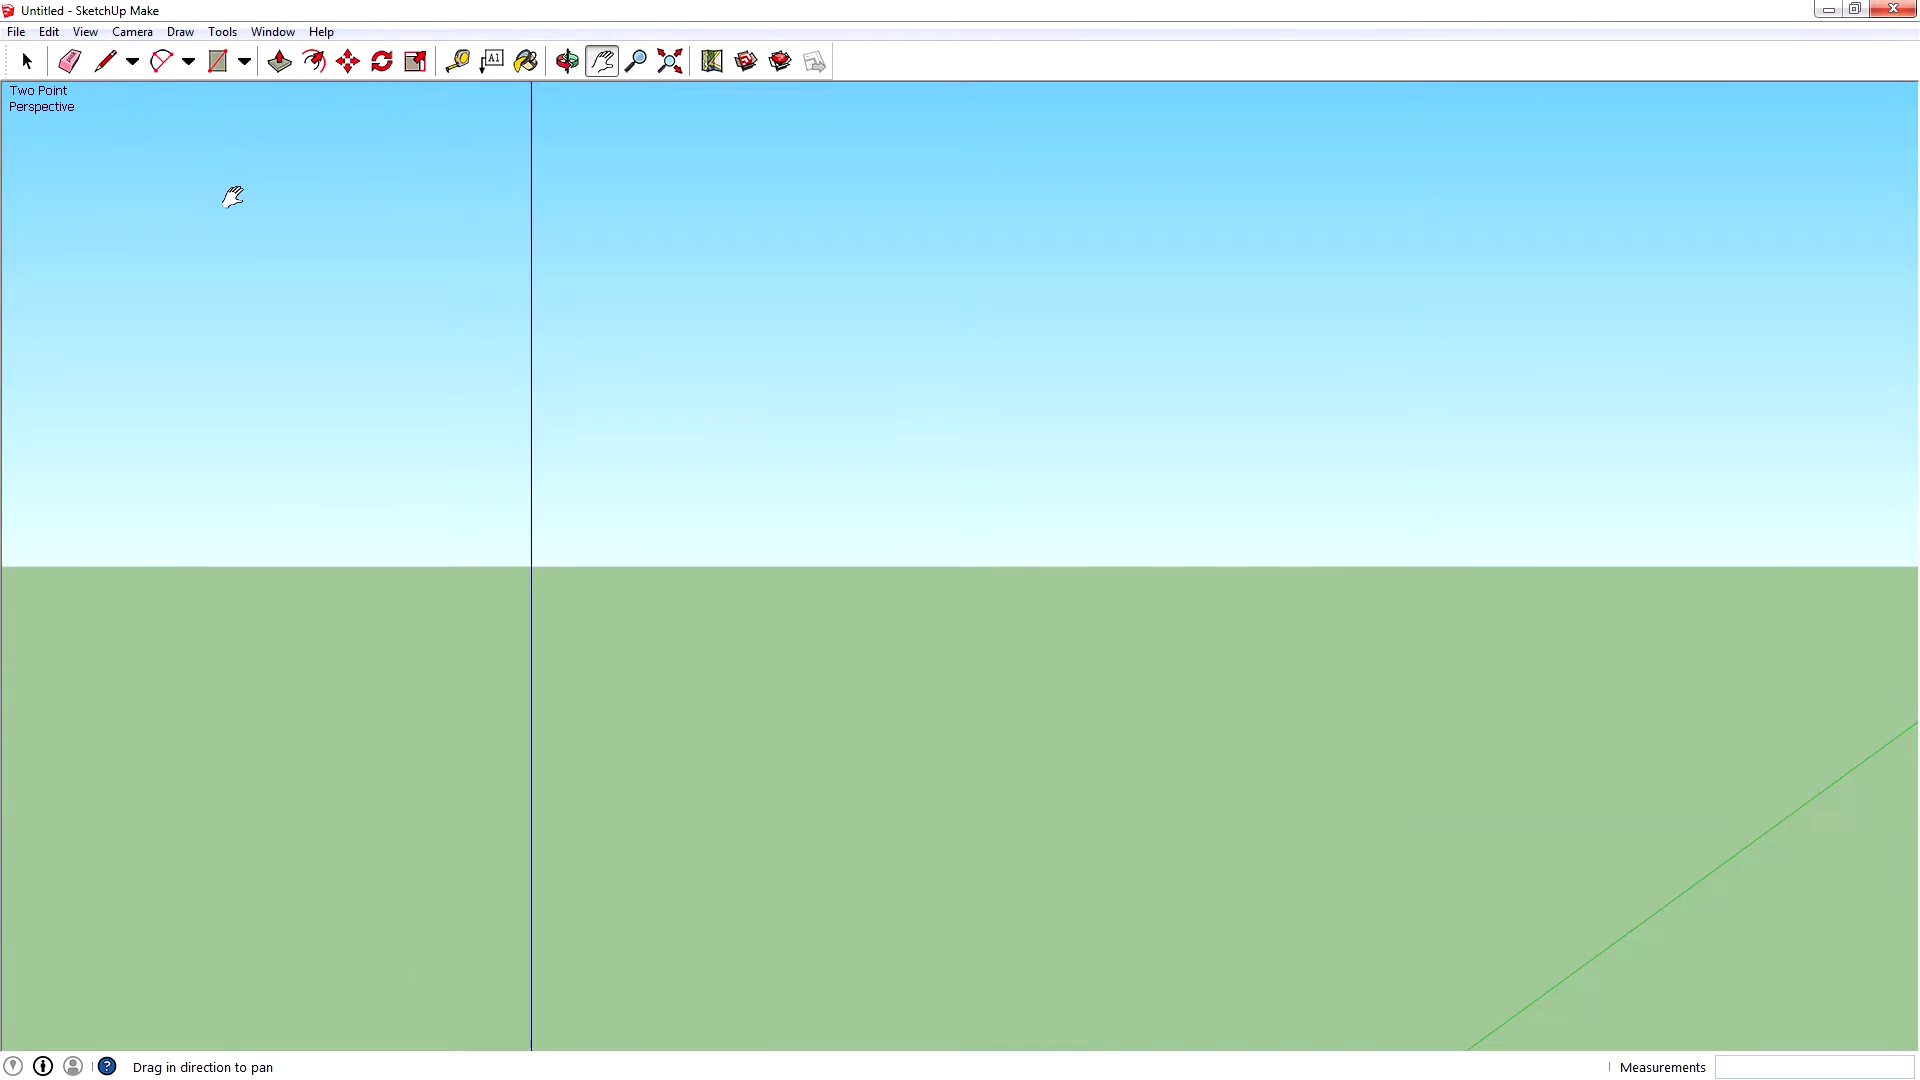 Untitled - SketchUp Make
File Edit View Camera Draw Tools Window Help
A1
Two Point
Perspective
? Drag in direction to pan
Measurements